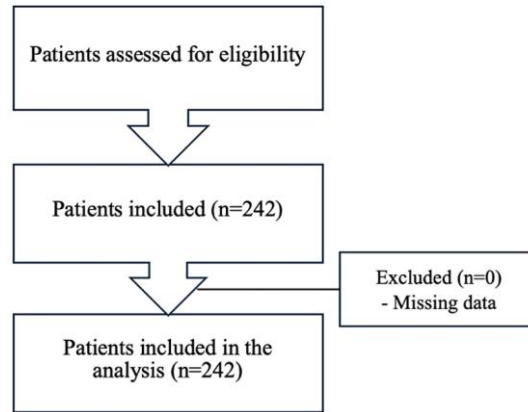 Patients assessed for eligibility
Patients included (n=242)
Excluded (n=0)
- Missing data
Patients included in the
analysis (n=242)